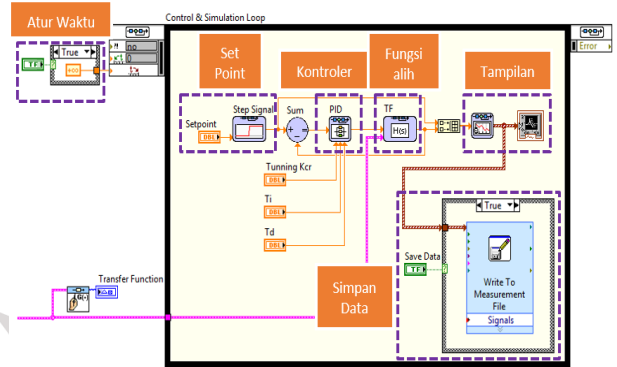 Atur Waktu
Control & Simulation Loop
True
TF
no
0
Error
Set
Point
Kontroler
Fungsi
alih
Tampilan
Step Signal
Sum
PID
TF
Setpoint
DBL
H(s)
Tunning Kcr
DBL
Ti
DBL
Td
DBL
True
Save Data
TF
Write To
Measurement
File
Signals
Transfer Function
Simpan
Data